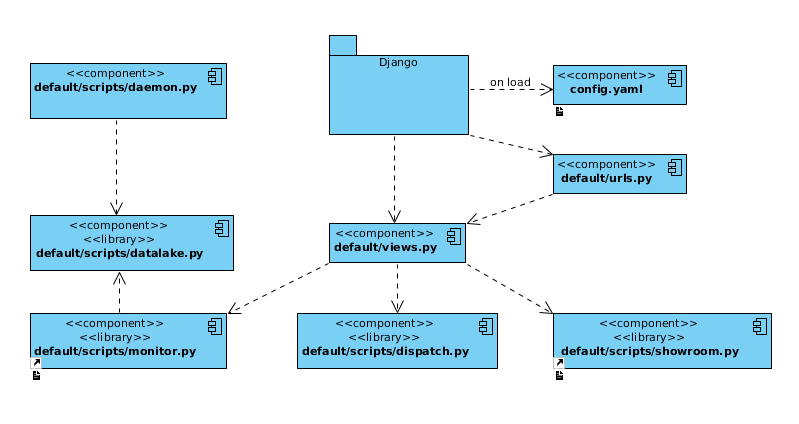 <<component>>
default/scripts/daemon.py
Django
on load
<<component>>
config.yaml
<<component>>
default/urls.py
<<component>>
<<library>>
default/scripts/datalake.py
<<component>>
default/views.py
<<component>>
<<library>>
default/scripts/monitor.py
<<component>>
<<library>>
default/scripts/dispatch.py
<<component>>
<<library>>
default/scripts/showroom.py